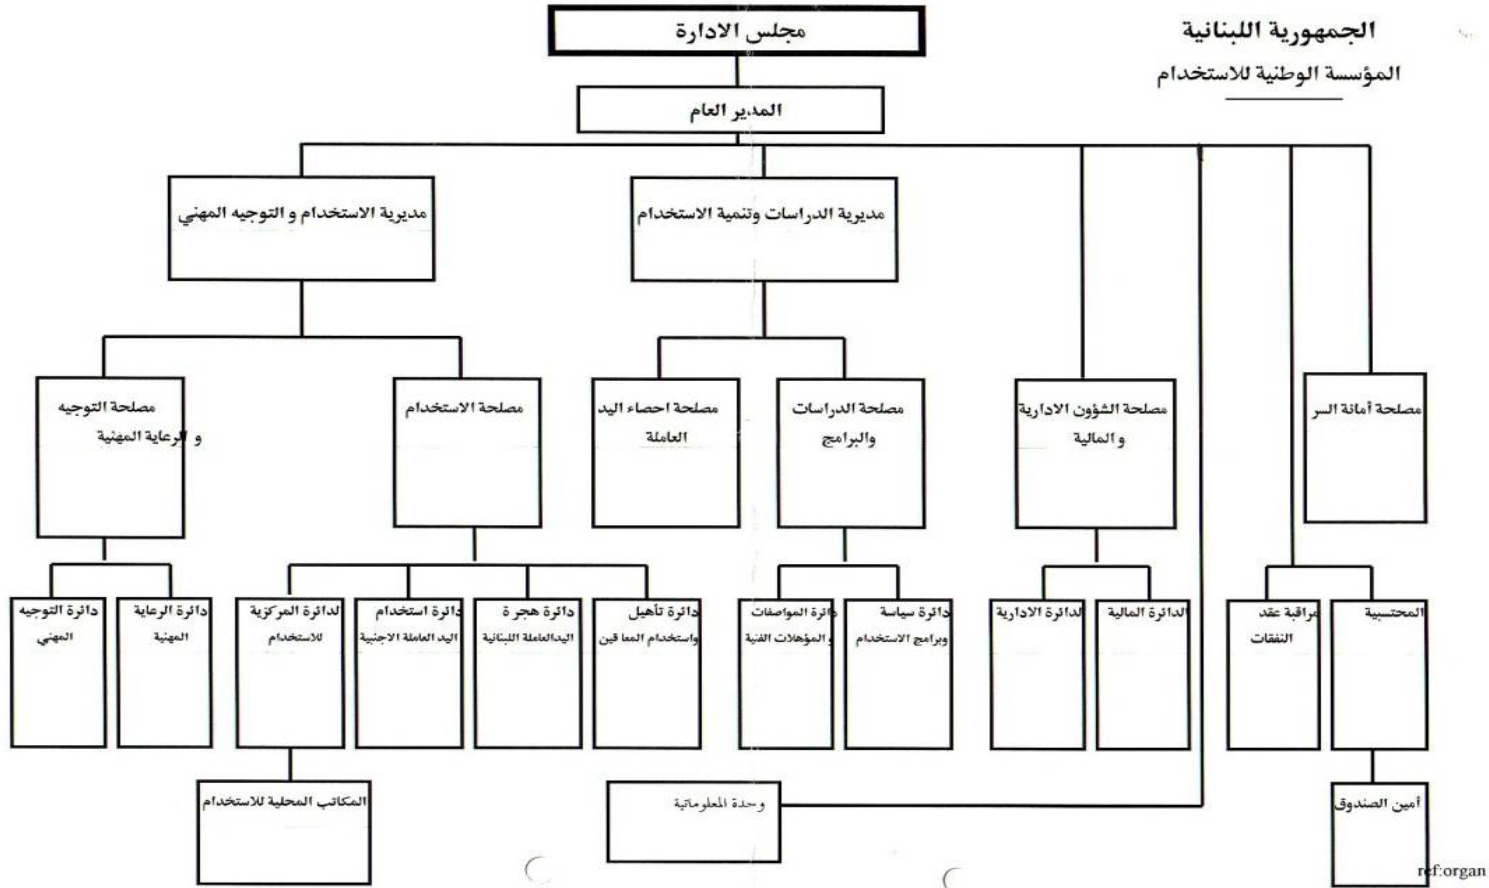 الجمهورية اللبنانية
المؤسسة الوطنية للاستخدام
مجلس الادارة
المدير العام
مديرية الدراسات وتنمية الاستخدام
مديرية الاستخدام و التوجيه المهني
مصلحة أمانة السر
مصلحة الشؤون الادارية
و المالية
مصلحة الدراسات
والبرامج
مصلحة احصاء اليد
العاملة
مصلحة الاستخدام
مصلحة التوجيه
و الرعاية المهنية
المحتسبية
مراقبة عقد
النفقات
الدائرة المالية
الدائرة الادارية
دائرة سياسة
وبرامج الاستخدام
دائرة المواصفات
و المؤهلات الفنية
دائرة تأهيل
واستخدام المعاقين
دائرة هجرة
اليدالعاملة اللبنانية
دائرة استخدام
اليد العاملة الاجنبية
لدائرة المركزية
للاستخدام
دائرة الرعاية
المهنية
دائرة التوجيه
المهني
أمين الصندوق
وحدة المعلوماتية
المكاتب المحلية للاستخدام
ref:organ